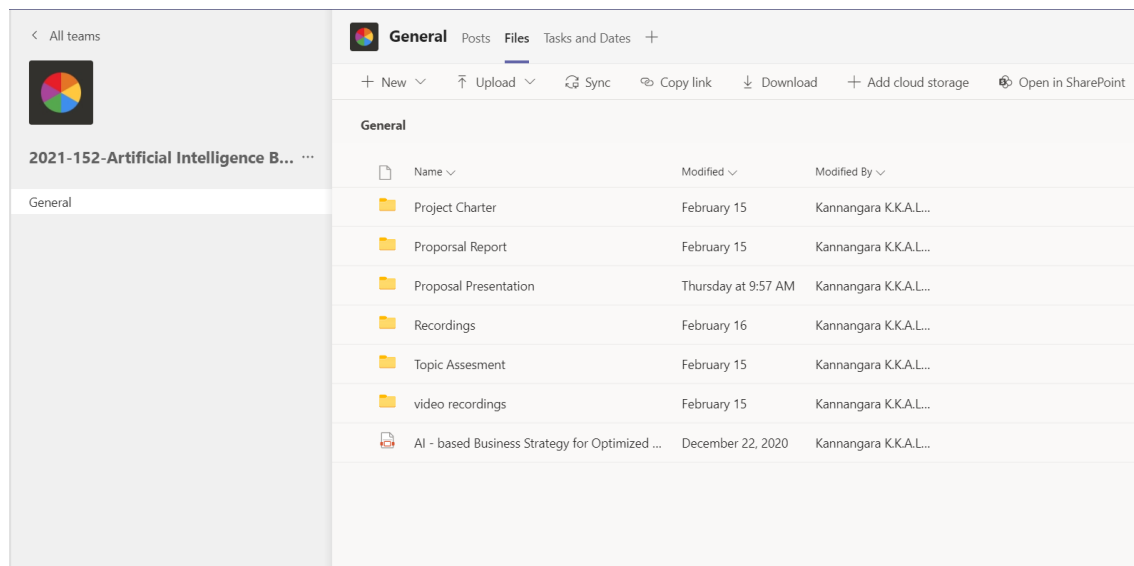 All teams
2021-152-Artificial Intelligence B... ...
General
General Posts Files Tasks and Dates
New Upload Sync Copy link Download Add cloud storage Open in SharePoint
General
Name Modified Modified By
Project Charter February 15 Kannangara K.K.A.L...
Proporsal Report February 15 Kannangara K.K.A.L...
Proposal Presentation Thursday at 9:57 AM Kannangara K.K.A.L...
Recordings February 16 Kannangara K.K.A.L...
Topic Assesment February 15 Kannangara K.K.A.L...
video recordings February 15 Kannangara K.K.A.L...
AI - based Business Strategy for Optimized ... December 22, 2020 Kannangara K.K.A.L...